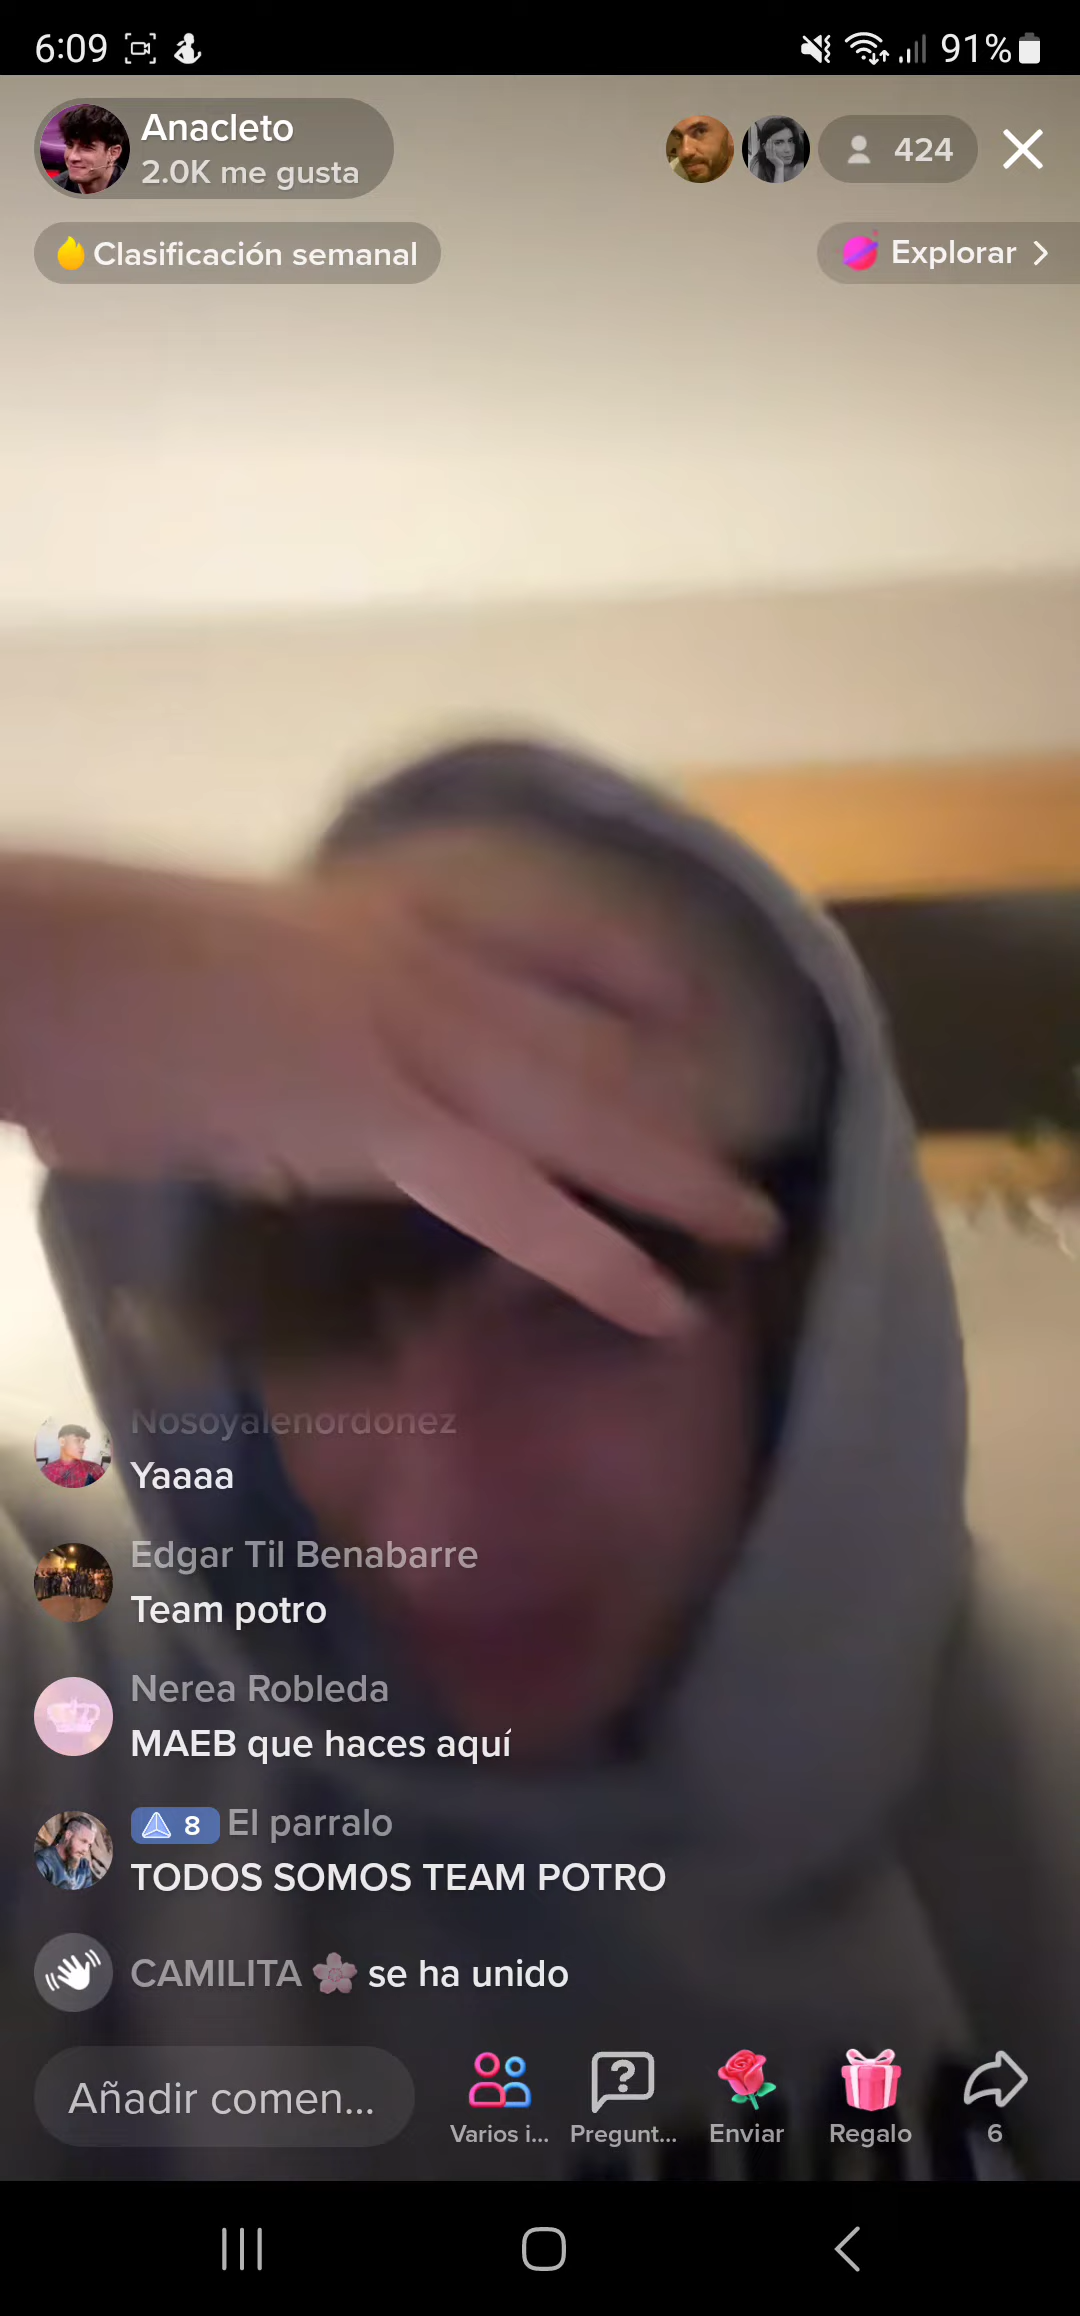 6:09
91%
Anacleto
2.0K me gusta
424
Clasificación semanal
Explorar
Nosoyalenordonez
Yaaaa
Edgar Til Benabarre
Team potro
Nerea Robleda
MAEB que haces aquí
8 El parralo
TODOS SOMOS TEAM POTRO
CAMILITA se ha unido
Añadir comen...
Varios i...
Pregunt...
Enviar
Regalo
6